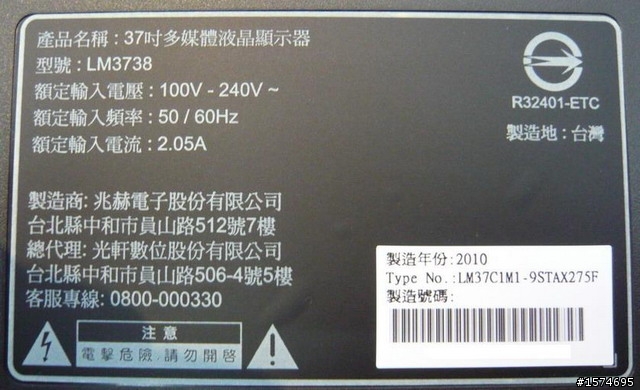 產品名稱 : 37吋多媒體液晶顯示器
型號 : LM3738
額定輸入電壓 : 100V - 240V ~
額定輸入頻率 : 50 / 60Hz
額定輸入電流 : 2.05A
R32401-ETC
製造地 : 台灣
製造商: 兆赫電子股份有限公司
台北縣中和市員山路512號7樓
總代理: 光軒數位股份有限公司
台北縣中和市員山路506-4號5樓
客服專線: 0800-000330
注意
電擊危險,請勿開啓
製造年份:2010
Type No.:LM37C1M1-9STAX275F
製造號碼:
#1574695